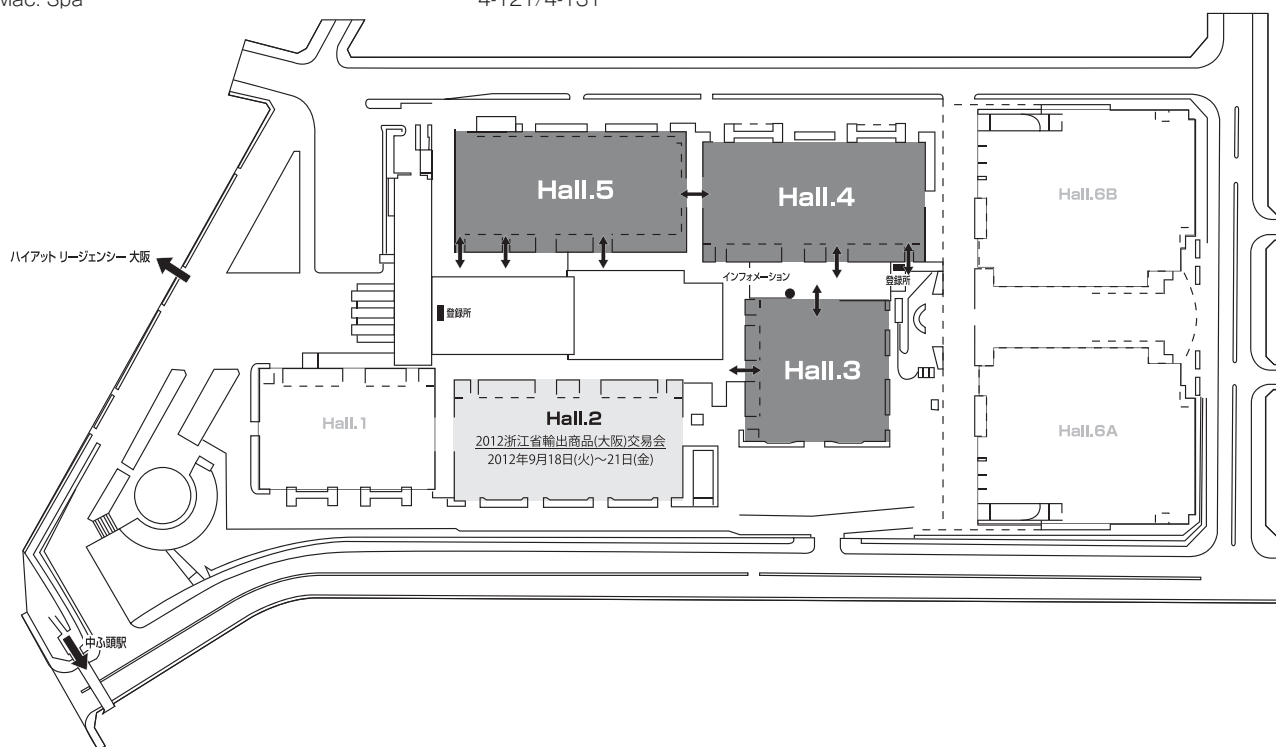 Mac. Spa
4-121/4-131
Hall.5
Hall.4
Hall.6B
ハイアット リージェンシー 大阪
インフォメーション
登録所
登録所
Hall.3
Hall.1
Hall.2
2012浙江省輸出商品(大阪)交易会
2012年9月18日(火)～21日(金)
Hall.6A
中ふ頭駅